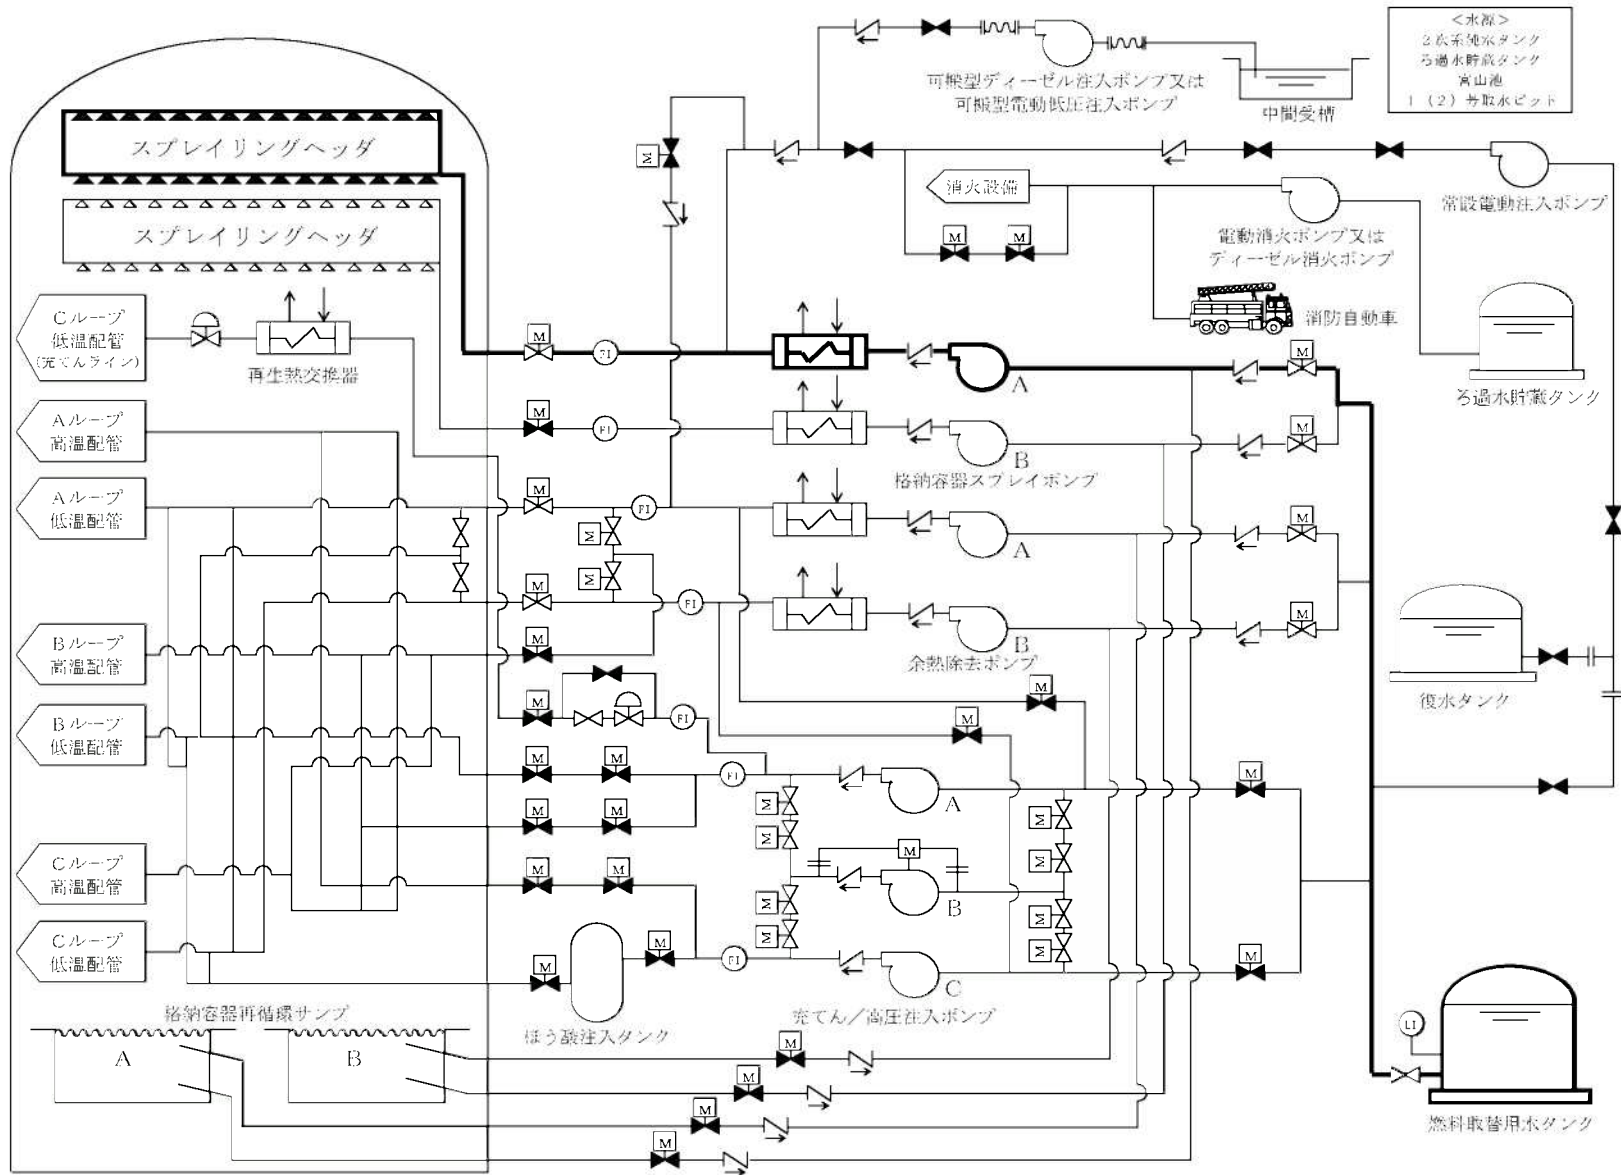 <水源>
2次系純水タンク
ろ過水貯蔵タンク
宮山池
1(2)号取水ピット
可搬型ディーゼル注入ポンプ又は
可搬型電動低圧注入ポンプ
中間受槽
スプレイリングヘッダ
スプレイリングヘッダ
M
消火設備
常設電動注入ポンプ
M
M
電動消火ポンプ又は
ディーゼル消火ポンプ
消防自動車
ろ過水貯蔵タンク
Cループ
低温配管
(充てんライン)
再生熱交換器
M
FI
A
M
Aループ
高温配管
M
FI
B
M
格納容器スプレイポンプ
Aループ
低温配管
M
FI
M
A
M
M
M
FI
B
M
余熱除去ポンプ
Bループ
高温配管
M
復水タンク
M
M
FI
M
Bループ
低温配管
M
M
FI
A
M
M
M
M
M
M
M
M
B
Cループ
高温配管
M
M
M
M
M
M
Cループ
低温配管
M
M
FI
C
M
格納容器再循環サンプ
ほう酸注入タンク
充てん/高圧注入ポンプ
A
B
M
M
M
M
LI
燃料取替用水タンク